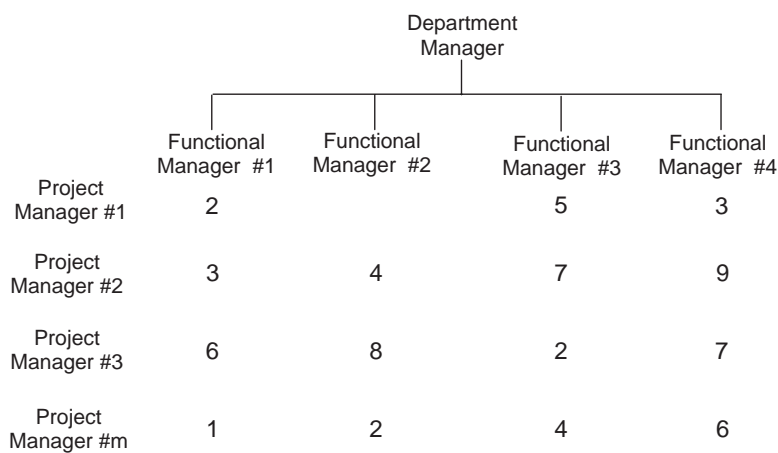 Department
Manager
Functional
Manager #1
Functional
Manager #2
Functional
Manager #3
Functional
Manager #4
Project
Manager #1
2 5 3
Project
Manager #2
3 4 7 9
Project
Manager #3
6 8 2 7
Project
Manager #m
1 2 4 6